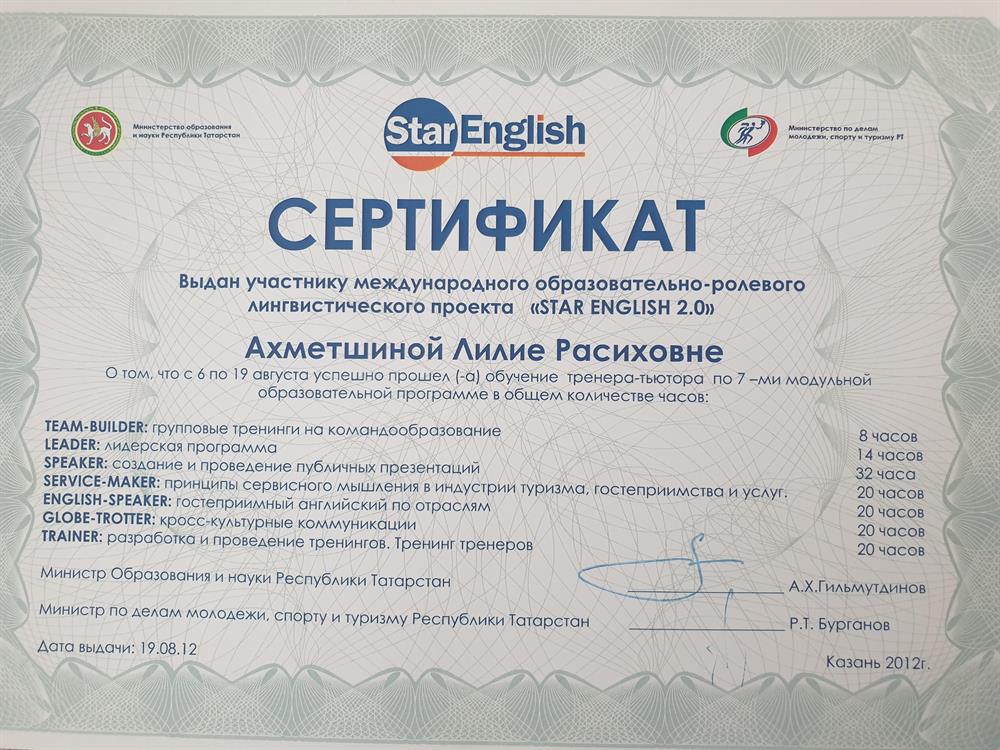 Министерство образования
и науки Республики Татарстан
StarEnglish
Министерство по делам
молодежи, спорту и туризму РТ
СЕРТИФИКАТ
Выдан участнику международного образовательно-ролевого
лингвистического проекта «STAR ENGLISH 2.0»
Ахметшиной Лилие Расиховне
О том, что с 6 по 19 августа успешно прошел (-а) обучение тренера-тьютора по 7 –ми модульной
образовательной программе в общем количестве часов:
TEAM-BUILDER: групповые тренинги на командообразование 8 часов
LEADER: лидерская программа 14 часов
SPEAKER: создание и проведение публичных презентаций 32 часа
SERVICE-MAKER: принципы сервисного мышления в индустрии туризма, гостеприимства и услуг. 20 часов
ENGLISH-SPEAKER: гостеприимный английский по отраслям 20 часов
GLOBE-TROTTER: кросс-культурные коммуникации 20 часов
TRAINER: разработка и проведение тренингов. Тренинг тренеров 20 часов
Министр Образования и науки Республики Татарстан А.Х.Гильмутдинов
Министр по делам молодежи, спорту и туризму Республики Татарстан Р.Т. Бурганов
Дата выдачи: 19.08.12
Казань 2012г.